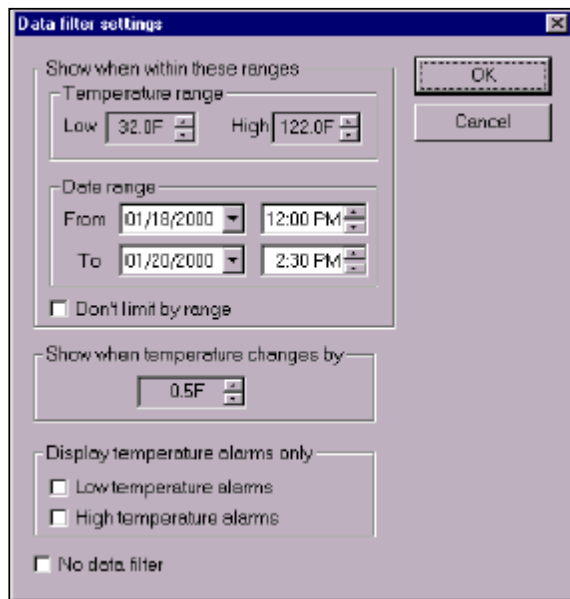 Data filter settings
Show when within these ranges
OK
Temperature range
Low 32.0F High 122.0F
Cancel
Date range
From 01/18/2000 12:00 PM
To 01/20/2000 2:30 PM
Don't limit by range
Show when temperature changes by
0.5F
Display temperature alarms only
Low temperature alarms
High temperature alarms
No data filter